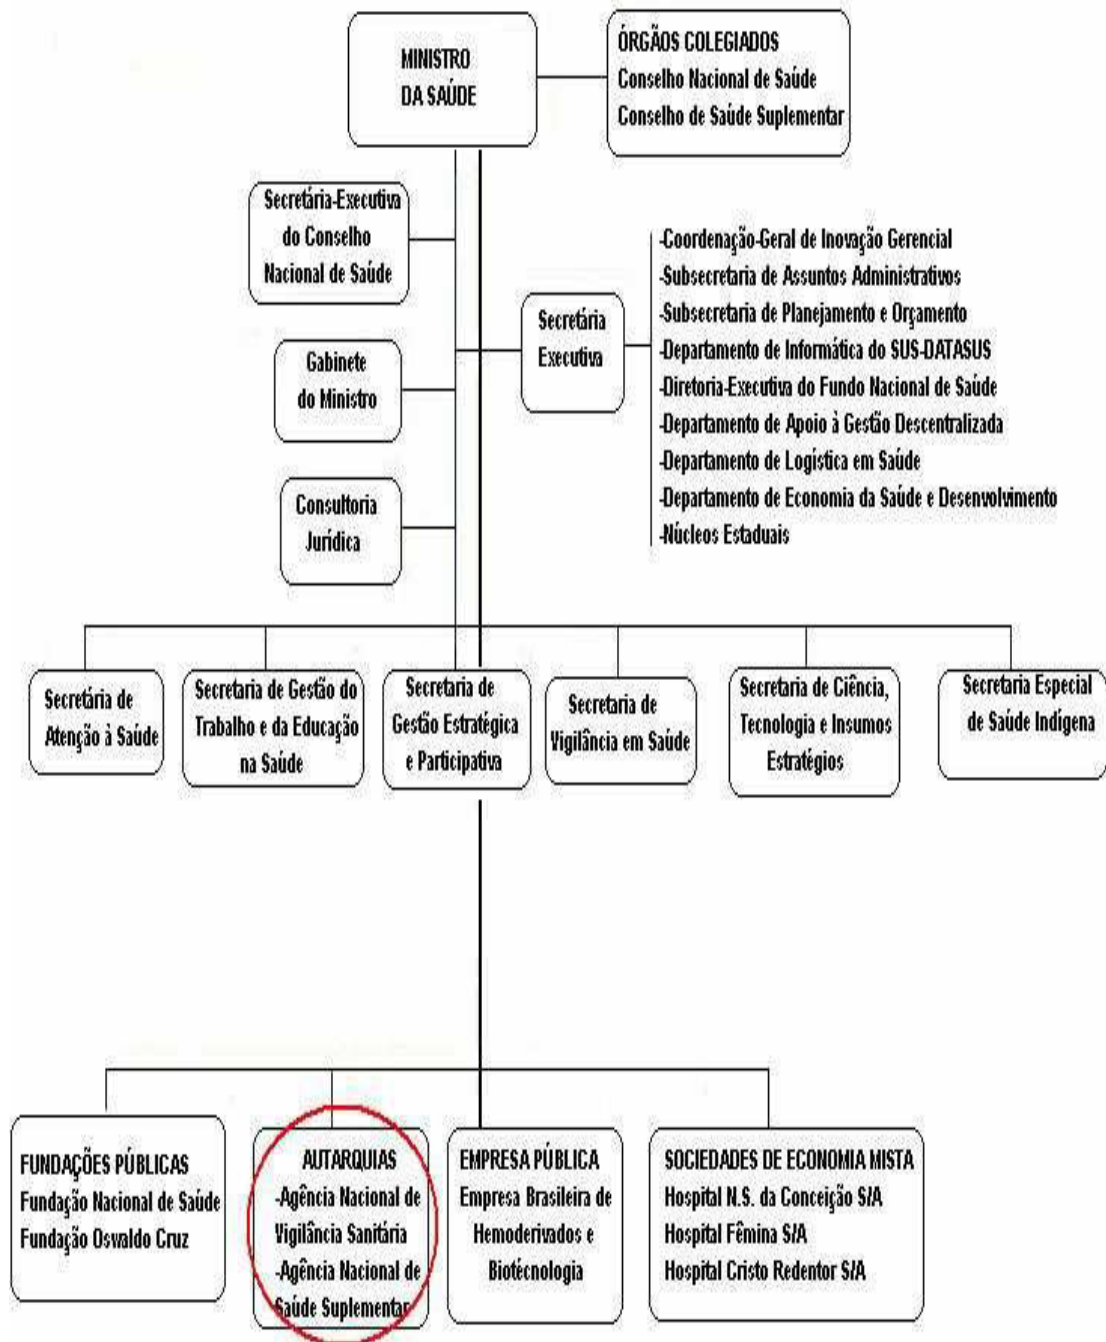 MINISTRO
DA SAÚDE
ÓRGÃOS COLEGIADOS
Conselho Nacional de Saúde
Conselho de Saúde Suplementar
Secretária-Executiva
do Conselho
Nacional de Saúde
Gabinete
do Ministro
Consultoria
Jurídica
Secretária
Executiva
-Coordenação-Geral de Inovação Gerencial
-Subsecretaria de Assuntos Administrativos
-Subsecretaria de Planejamento e Orçamento
-Departamento de Informática do SUS-DATASUS
-Diretoria-Executiva do Fundo Nacional de Saúde
-Departamento de Apoio à Gestão Descentralizada
-Departamento de Logística em Saúde
-Departamento de Economia da Saúde e Desenvolvimento
-Núcleos Estaduais
Secretária de
Atenção à Saúde
Secretaria de Gestão do
Trabalho e da Educação
na Saúde
Secretaria de
Gestão Estratégica
e Participativa
Secretaria de
Vigilância em Saúde
Secretaria de Ciência,
Tecnologia e Insumos
Estratégios
Secretaria Especial
de Saúde Indígena
FUNDAÇÕES PÚBLICAS
Fundação Nacional de Saúde
Fundação Osvaldo Cruz
AUTARQUIAS
-Agência Nacional de
Vigilância Sanitária
-Agência Nacional de
Saúde Suplementar
EMPRESA PÚBLICA
Empresa Brasileira de
Hemoderivados e
Biotécnologia
SOCIEDADES DE ECONOMIA MISTA
Hospital N.S. da Conceição S/A
Hospital Fêmina S/A
Hospital Cristo Redentor S/A